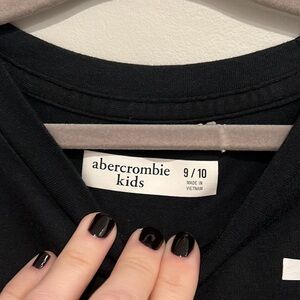 abercrombie
kids
9 / 10
MADE IN
VIETNAM